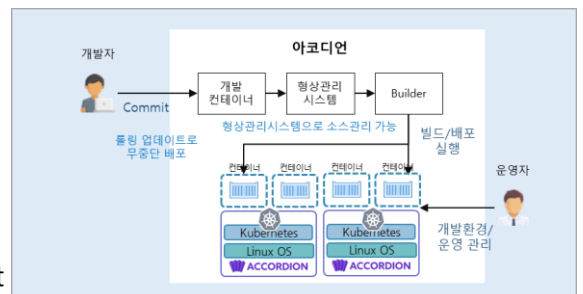 아코디언
개발자
Commit
개발
컨테이너
형상관리
시스템
Builder
형상관리시스템으로 소스관리 가능
롤링 업데이트로
무중단 배포
빌드/배포
실행
컨테이너
컨테이너
컨테이너
컨테이너
운영자
개발환경/
운영 관리
Kubernetes
Linux OS
ACCORDION
Kubernetes
Linux OS
ACCORDION
t